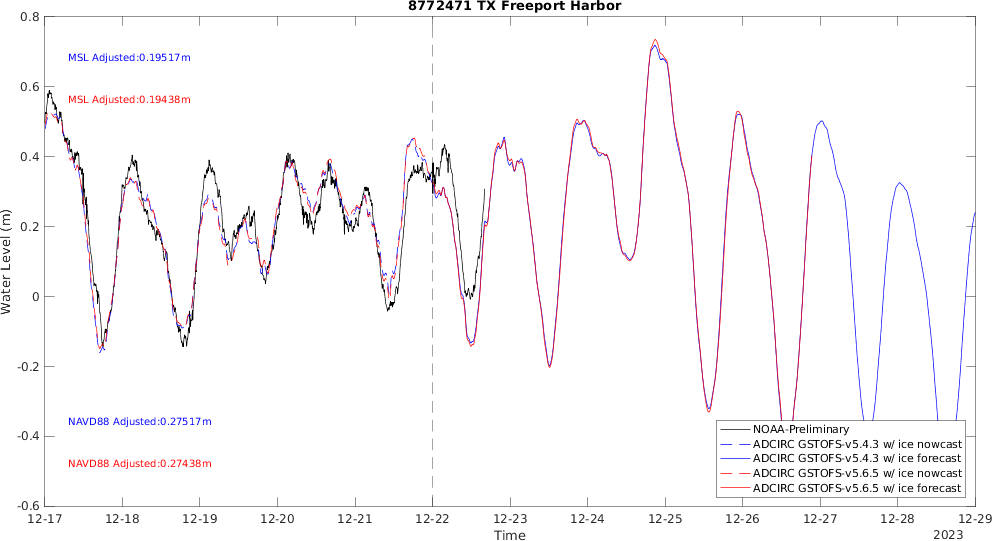 8772471 TX Freeport Harbor
0.8
0.6
0.4
0.2
0
-0.2
-0.4
-0.6
Water Level (m)
MSL Adjusted:0.19517m
MSL Adjusted:0.19438m
NAVD88 Adjusted:0.27517m
NAVD88 Adjusted:0.27438m
NOAA-Preliminary
ADCIRC GSTOFS-v5.4.3 w/ ice nowcast
ADCIRC GSTOFS-v5.4.3 w/ ice forecast
ADCIRC GSTOFS-v5.6.5 w/ ice nowcast
ADCIRC GSTOFS-v5.6.5 w/ ice forecast
12-17 12-18 12-19 12-20 12-21 12-22 12-23 12-24 12-25 12-26 12-27 12-28 12-29
Time
2023